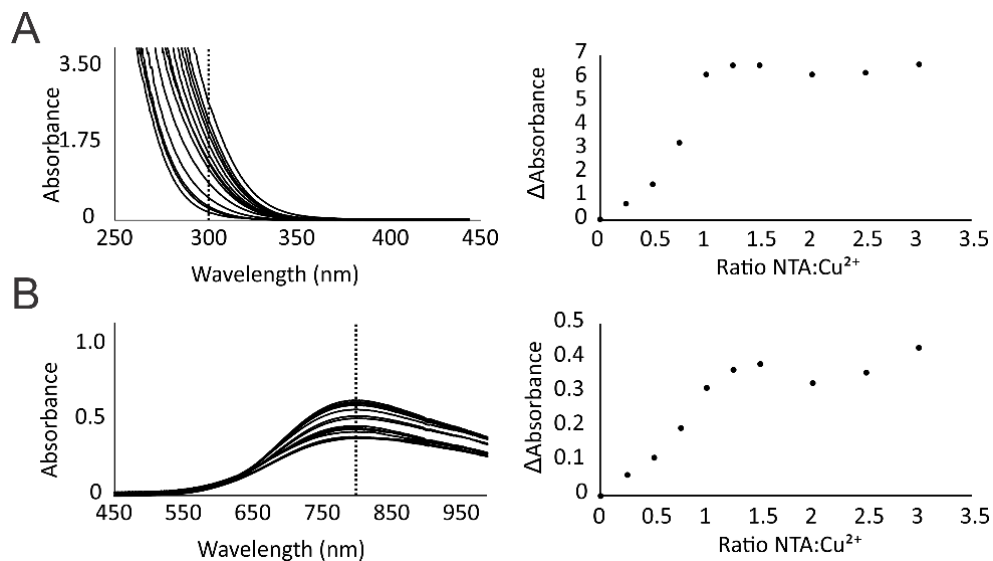 A
3.50
1.75
0
Absorbance
250 300 350 400 450
Wavelength (nm)
7
6
5
4
3
2
1
0
ΔAbsorbance
0 0.5 1 1.5 2 2.5 3 3.5
Ratio NTA:Cu²⁺
B
1.0
0.5
0
Absorbance
450 550 650 750 850 950
Wavelength (nm)
0.5
0.4
0.3
0.2
0.1
0
ΔAbsorbance
0 0.5 1 1.5 2 2.5 3 3.5
Ratio NTA:Cu²⁺